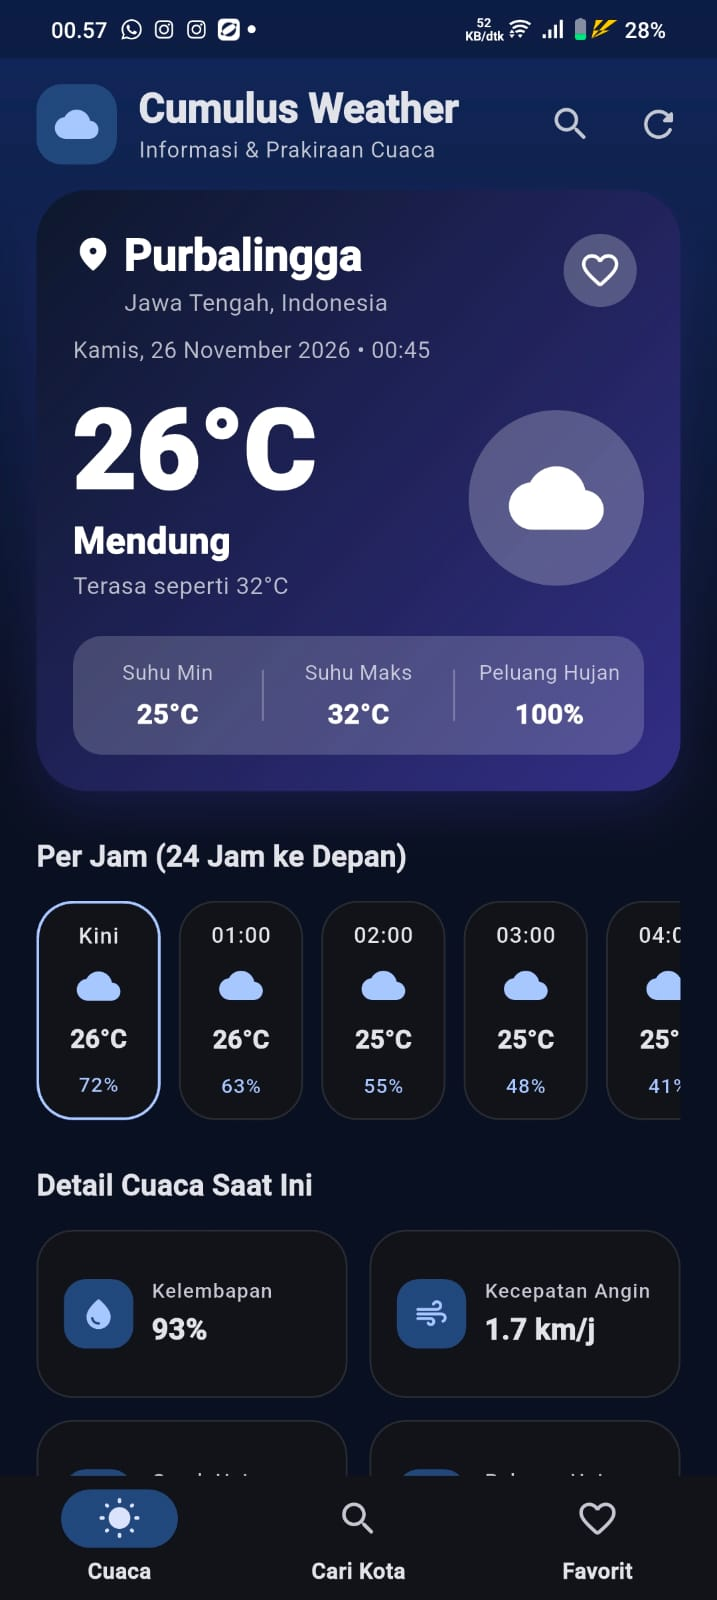 00.57
52
KB/dtk
28%
Cumulus Weather
Informasi & Prakiraan Cuaca
Purbalingga
Jawa Tengah, Indonesia
Kamis, 26 November 2026 • 00:45
26°C
Mendung
Terasa seperti 32°C
Suhu Min Suhu Maks Peluang Hujan
25°C 32°C 100%
Per Jam (24 Jam ke Depan)
Kini 01:00 02:00 03:00
26°C 26°C 25°C 25°C 25°
72% 63% 55% 48% 41%
Detail Cuaca Saat Ini
Kelembapan
93%
Kecepatan Angin
1.7 km/j
Cuaca Cari Kota Favorit